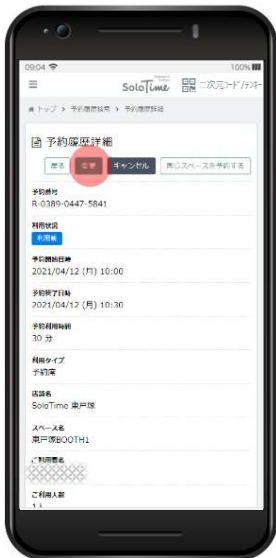 09:04 100%
SoloTime 二次元コード/テンキー
トップ > 予約履歴検索 > 予約履歴詳細
予約履歴詳細
戻る 変更 キャンセル 同じスペースを予約する
予約番号
R-0389-0447-5841
利用状況
利用前
予約開始日時
2021/04/12 (月) 10:00
予約終了日時
2021/04/12 (月) 10:30
予約利用時間
30 分
利用タイプ
予約席
店舗名
SoloTime 東戸塚
スペース名
東戸塚BOOTH1
ご利用者名
ご利用人数
1人